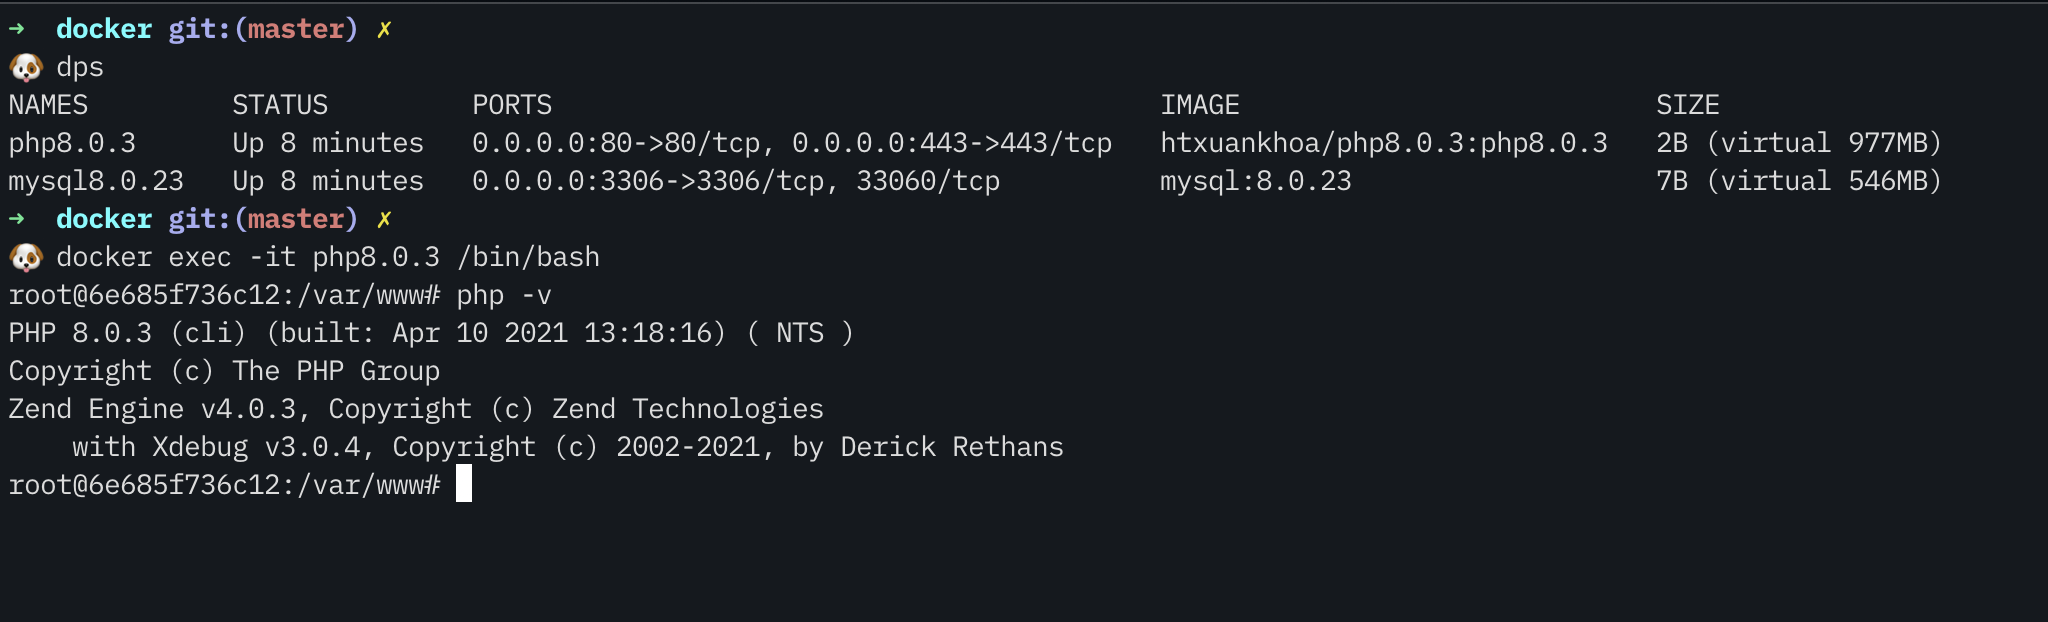 →  docker git:(master) ✗
🐶 dps
NAMES         STATUS         PORTS                                      IMAGE                          SIZE
php8.0.3      Up 8 minutes   0.0.0.0:80->80/tcp, 0.0.0.0:443->443/tcp   htxuankhoa/php8.0.3:php8.0.3   2B (virtual 977MB)
mysql8.0.23   Up 8 minutes   0.0.0.0:3306->3306/tcp, 33060/tcp          mysql:8.0.23                   7B (virtual 546MB)
→  docker git:(master) ✗
🐶 docker exec -it php8.0.3 /bin/bash
root@6e685f736c12:/var/www# php -v
PHP 8.0.3 (cli) (built: Apr 10 2021 13:18:16) ( NTS )
Copyright (c) The PHP Group
Zend Engine v4.0.3, Copyright (c) Zend Technologies
    with Xdebug v3.0.4, Copyright (c) 2002-2021, by Derick Rethans
root@6e685f736c12:/var/www#